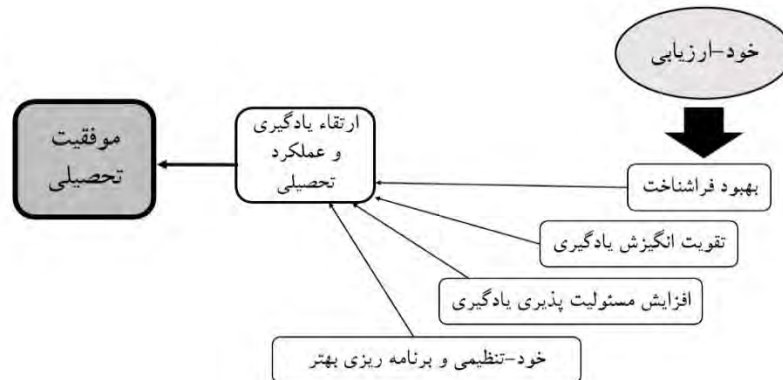 خود-ارزیابی
بهبود فراشناخت
تقویت انگیزش یادگیری
افزایش مسئولیت پذیری یادگیری
خود-تنظیمی و برنامه ریزی بهتر
ارتقاء یادگیری
و عملکرد
تحصیلی
موفقیت
تحصیلی